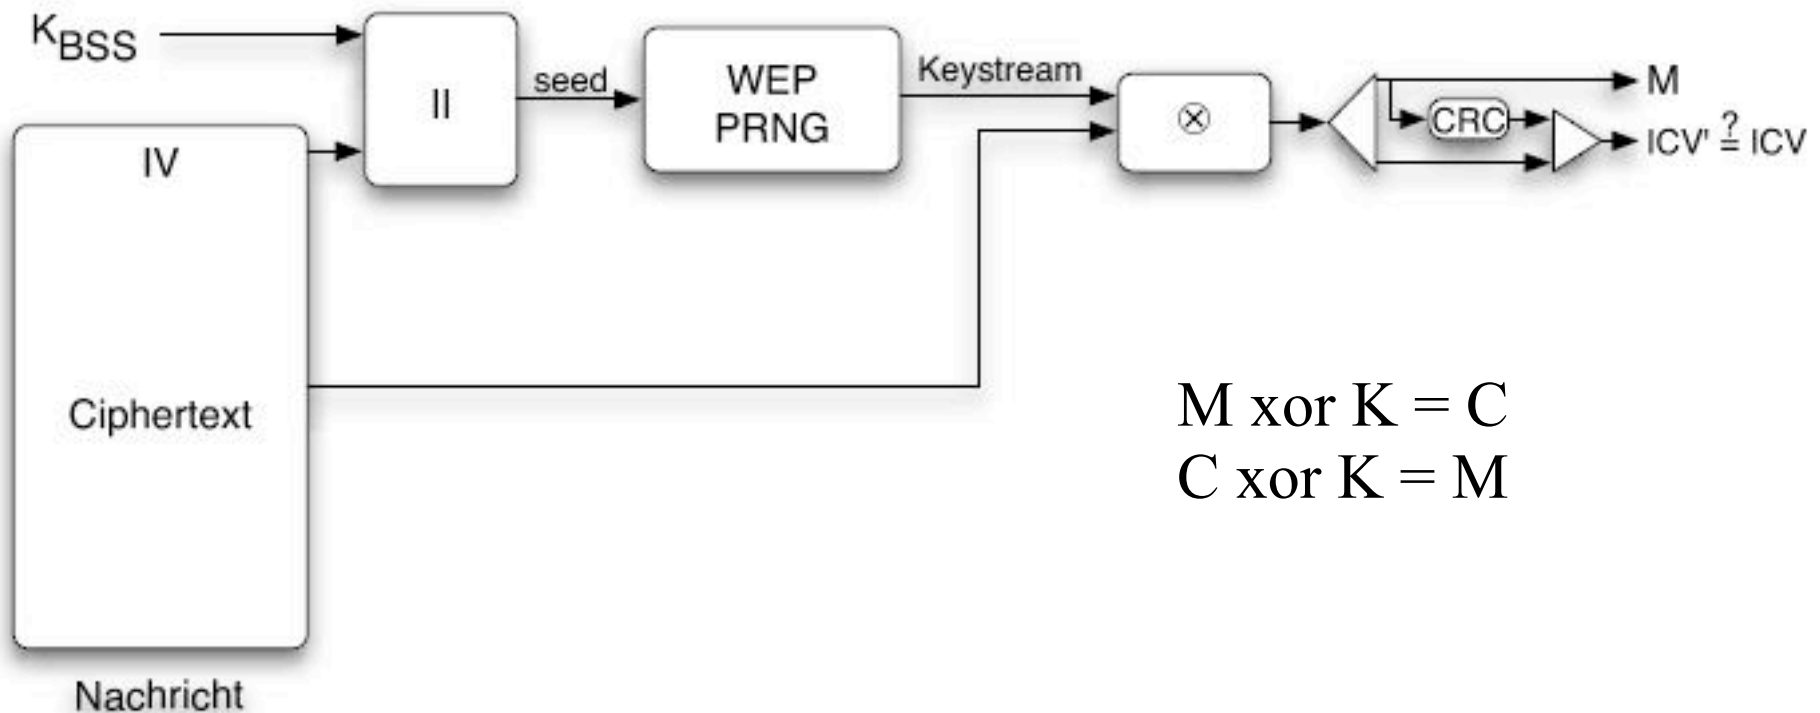 K_BSS
IV
Ciphertext
Nachricht
II
seed
WEP
PRNG
Keystream
⊗
CRC
M
ICV' ≟ ICV
M xor K = C
C xor K = M